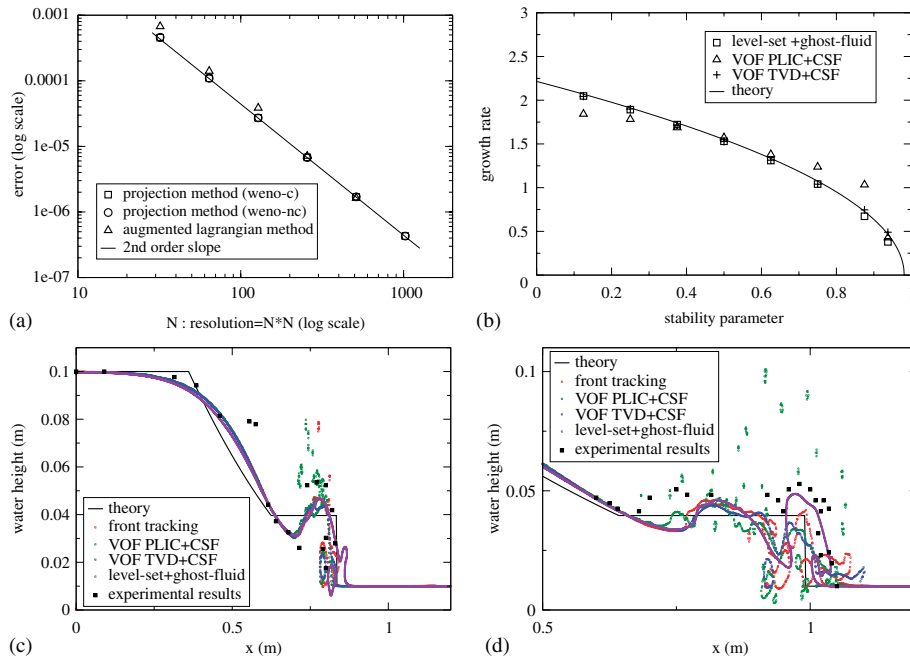 0.001
0.0001
1e-05
1e-06
1e-07
error (log scale)
projection method (weno-c)
projection method (weno-nc)
augmented lagrangian method
2nd order slope
10
100
1000
N : resolution=N*N (log scale)
(a)
3
2.5
2
1.5
1
0.5
0
growth rate
level-set +ghost-fluid
VOF PLIC+CSF
VOF TVD+CSF
theory
0
0.2
0.4
0.6
0.8
stability parameter
(b)
0.1
0.08
0.06
0.04
0.02
0
water height (m)
theory
front tracking
VOF PLIC+CSF
VOF TVD+CSF
level-set+ghost-fluid
experimental results
0
0.5
1
x (m)
(c)
0.1
0.05
0
water height (m)
theory
front tracking
VOF PLIC+CSF
VOF TVD+CSF
level-set+ghost-fluid
experimental results
0.5
1
x (m)
(d)